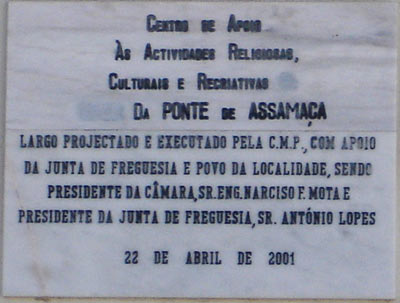 Centro de Apoio
Às Actividades Religiosas,
Culturais e Recriativas
Da PONTE de ASSAMAÇA
LARGO PROJECTADO E EXECUTADO PELA C.M.P., COM APOIO
DA JUNTA DE FREGUESIA E POVO DA LOCALIDADE, SENDO
PRESIDENTE DA CÂMARA, SR. ENG. NARCISO F. MOTA E
PRESIDENTE DA JUNTA DE FREGUESIA, SR. ANTÓNIO LOPES
22 DE ABRIL DE 2001